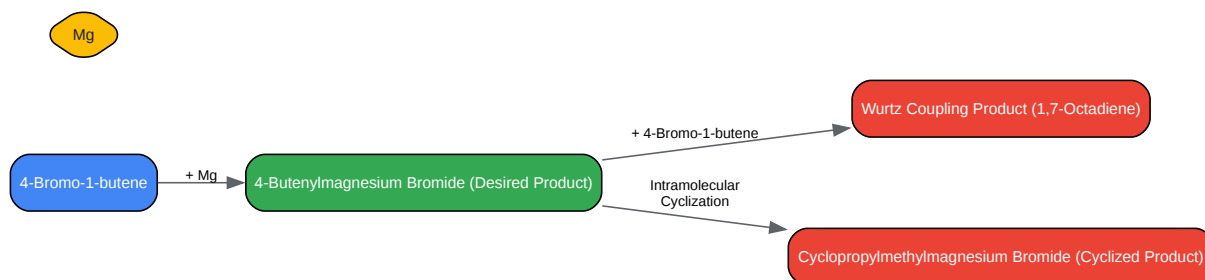 Mg
Wurtz Coupling Product (1,7-Octadiene)
+ 4-Bromo-1-butene
4-Bromo-1-butene
+ Mg
4-Butenylmagnesium Bromide (Desired Product)
Intramolecular
Cyclization
Cyclopropylmethylmagnesium Bromide (Cyclized Product)